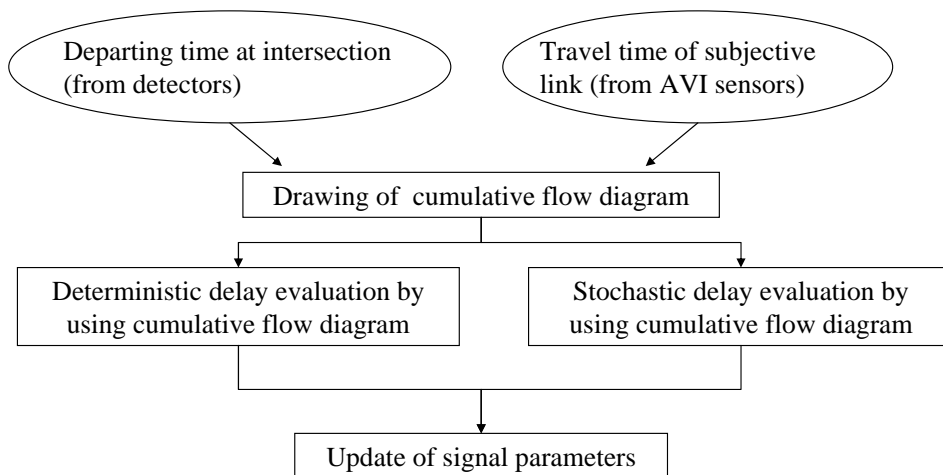 Departing time at intersection
(from detectors)
Travel time of subjective
link (from AVI sensors)
Drawing of cumulative flow diagram
Deterministic delay evaluation by
using cumulative flow diagram
Stochastic delay evaluation by
using cumulative flow diagram
Update of signal parameters